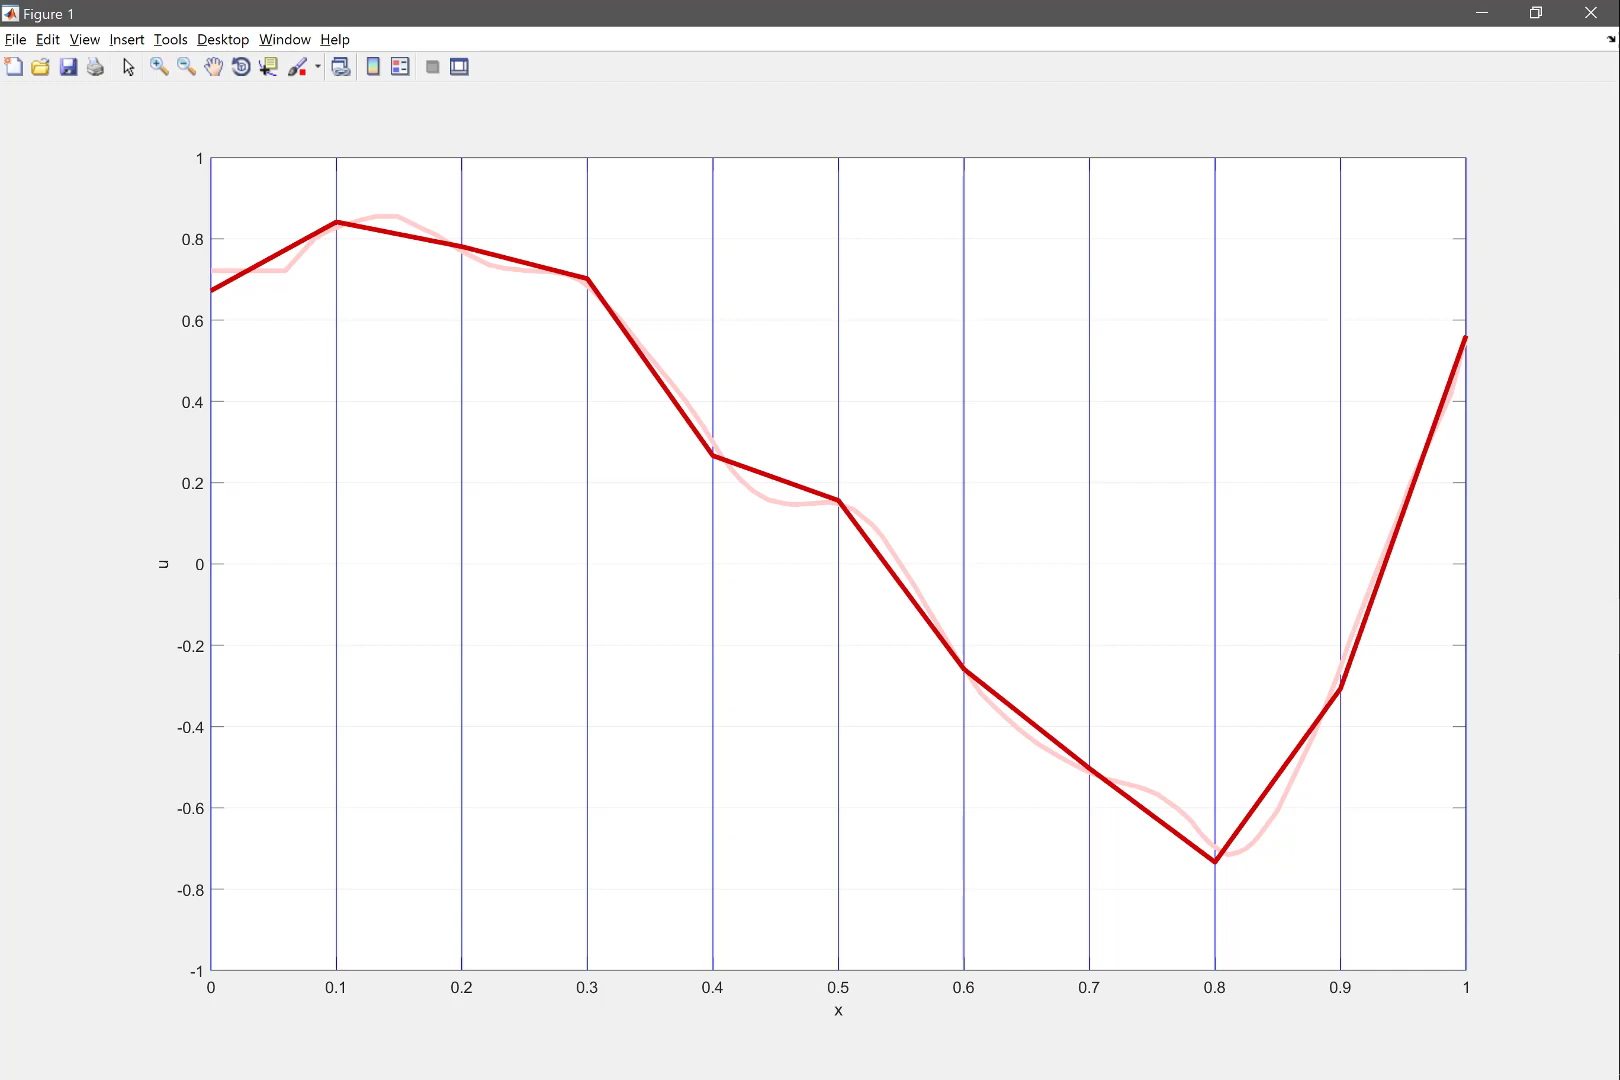 Figure 1
File Edit View Insert Tools Desktop Window Help
1
0.8
0.6
0.4
0.2
0
-0.2
-0.4
-0.6
-0.8
-1
u
0 0.1 0.2 0.3 0.4 0.5 0.6 0.7 0.8 0.9 1
x